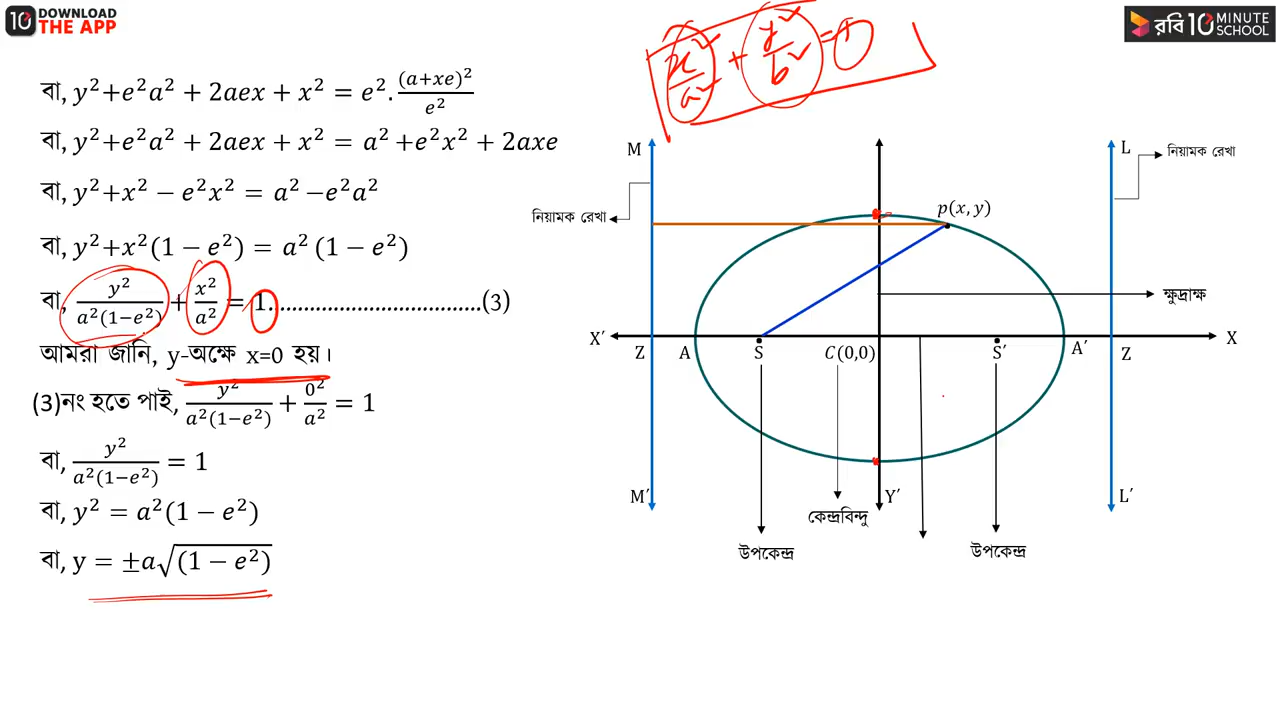 10 DOWNLOAD THE APP
রবি 10 MINUTE SCHOOL
x²/a² + y²/b² = 1
বা, y²+e²a² + 2aex + x² = e².(a+xe)²/e²
বা, y²+e²a² + 2aex + x² = a² +e²x² + 2axe
বা, y²+x² − e²x² = a² −e²a²
বা, y²+x²(1 − e²) = a² (1 − e²)
বা, y²/a²(1−e²) + x²/a² = 1.................................(3)
আমরা জানি, y-অক্ষে x=0 হয়।
(3)নং হতে পাই, y²/a²(1−e²) + 0²/a² = 1
বা, y²/a²(1−e²) = 1
বা, y² = a²(1 − e²)
বা, y = ±a√(1 − e²)
M
L
নিয়ামক রেখা
নিয়ামক রেখা
p(x, y)
ক্ষুদ্রাক্ষ
X′
X
Z
A
S
C(0,0)
S′
A′
Z
M′
Y′
L′
কেন্দ্রবিন্দু
উপকেন্দ্র
উপকেন্দ্র